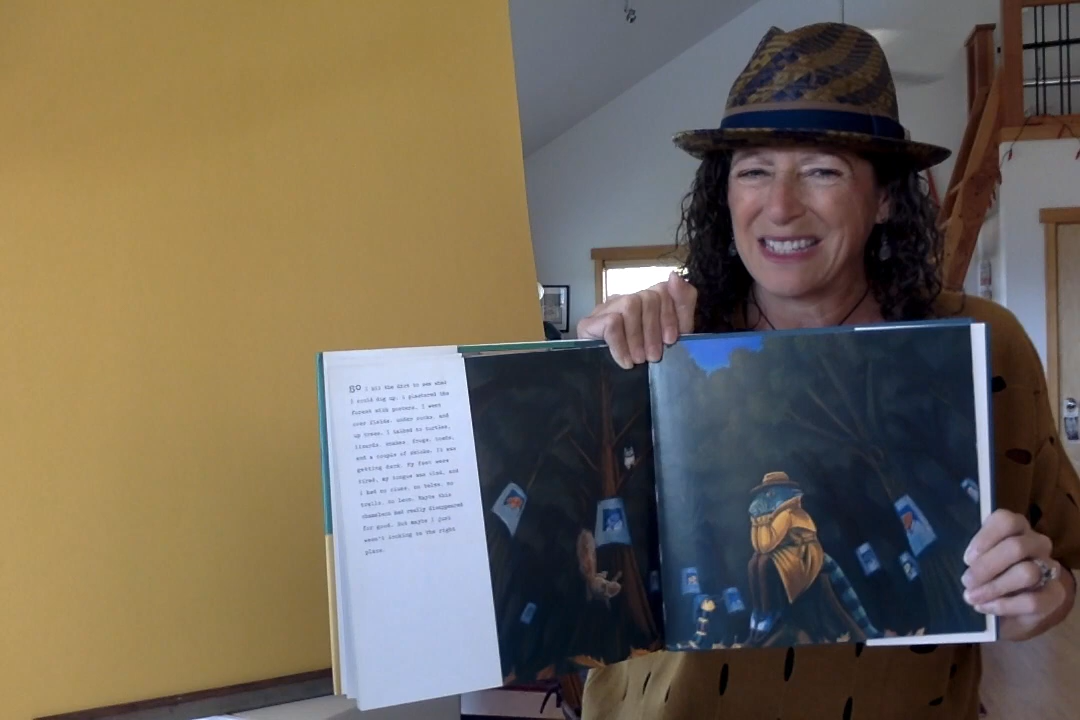 So I hit the dirt to see what
I could dig up. I plastered the
forest with posters. I went
over fields, under rocks, and
up trees. I talked to turtles,
lizards, snakes, frogs, toads,
and a couple of skinks. It was
getting dark. My feet were
tired, my tongue was tied, and
I had no clues, no tails, no
trails, no leads. Maybe this
chameleon had really disappeared
for good. But maybe I just
wasn't looking in the right
place.